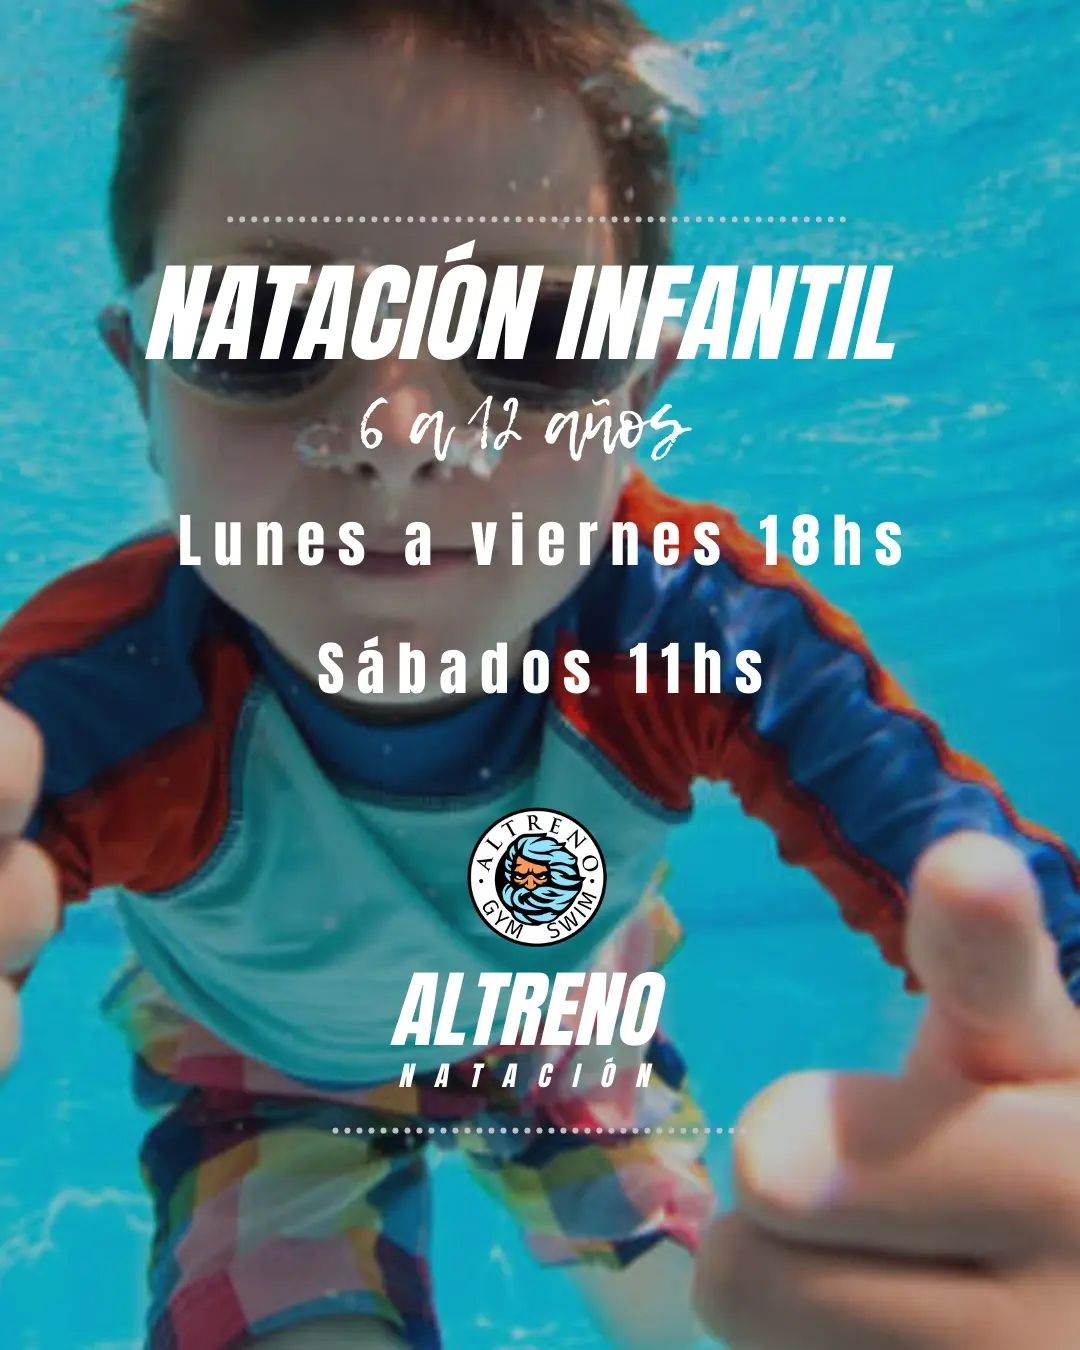 NATACIÓN INFANTIL
6 a 12 años
Lunes a viernes 18hs
Sábados 11hs
ALTRENO
GYM SWIM
ALTRENO
NATACIÓN